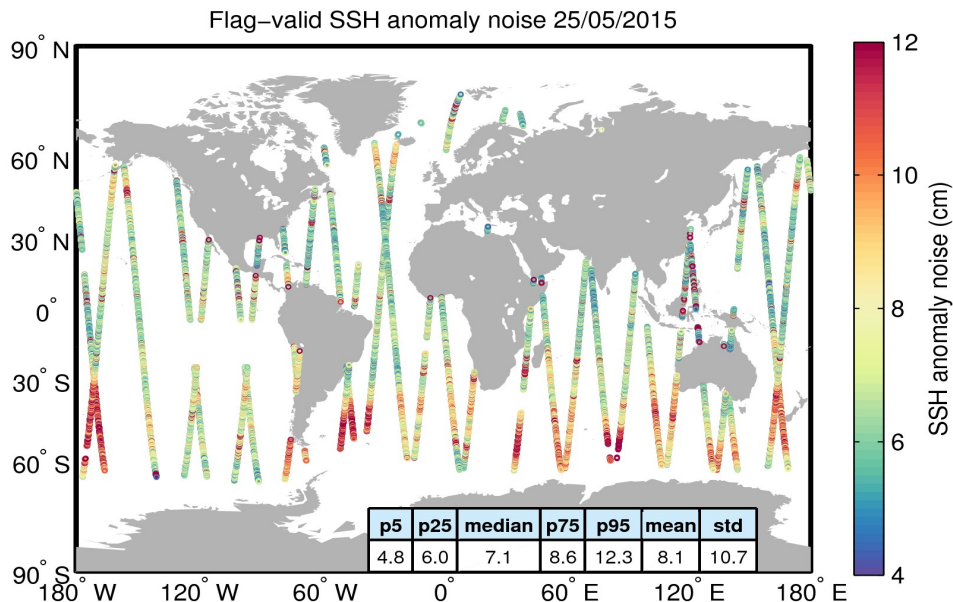 Flag−valid SSH anomaly noise 25/05/2015
90° N
60° N
30° N
0°
30° S
60° S
90° S
180° W
120° W
60° W
0°
60° E
120° E
180° E
p5 p25 median p75 p95 mean std
4.8 6.0 7.1 8.6 12.3 8.1 10.7
12
10
8
6
4
SSH anomaly noise (cm)